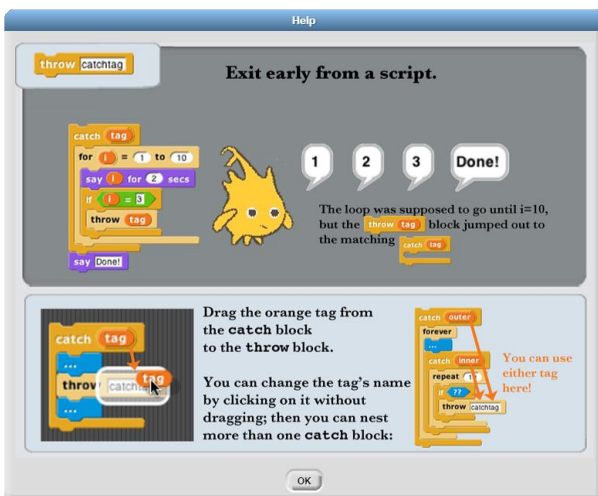 Help
throw catchtag
Exit early from a script.
catch tag
for i = 1 to 10
say i for 2 secs
if i = 3
throw tag
say Done!
1 2 3 Done!
The loop was supposed to go until i=10,
but the throw tag block jumped out to
the matching catch tag
catch tag
...
throw catchtag tag
...
Drag the orange tag from
the catch block
to the throw block.
You can change the tag's name
by clicking on it without
dragging; then you can nest
more than one catch block:
catch outer
forever
...
catch inner
repeat
if ??
throw catchtag
You can use
either tag
here!
OK